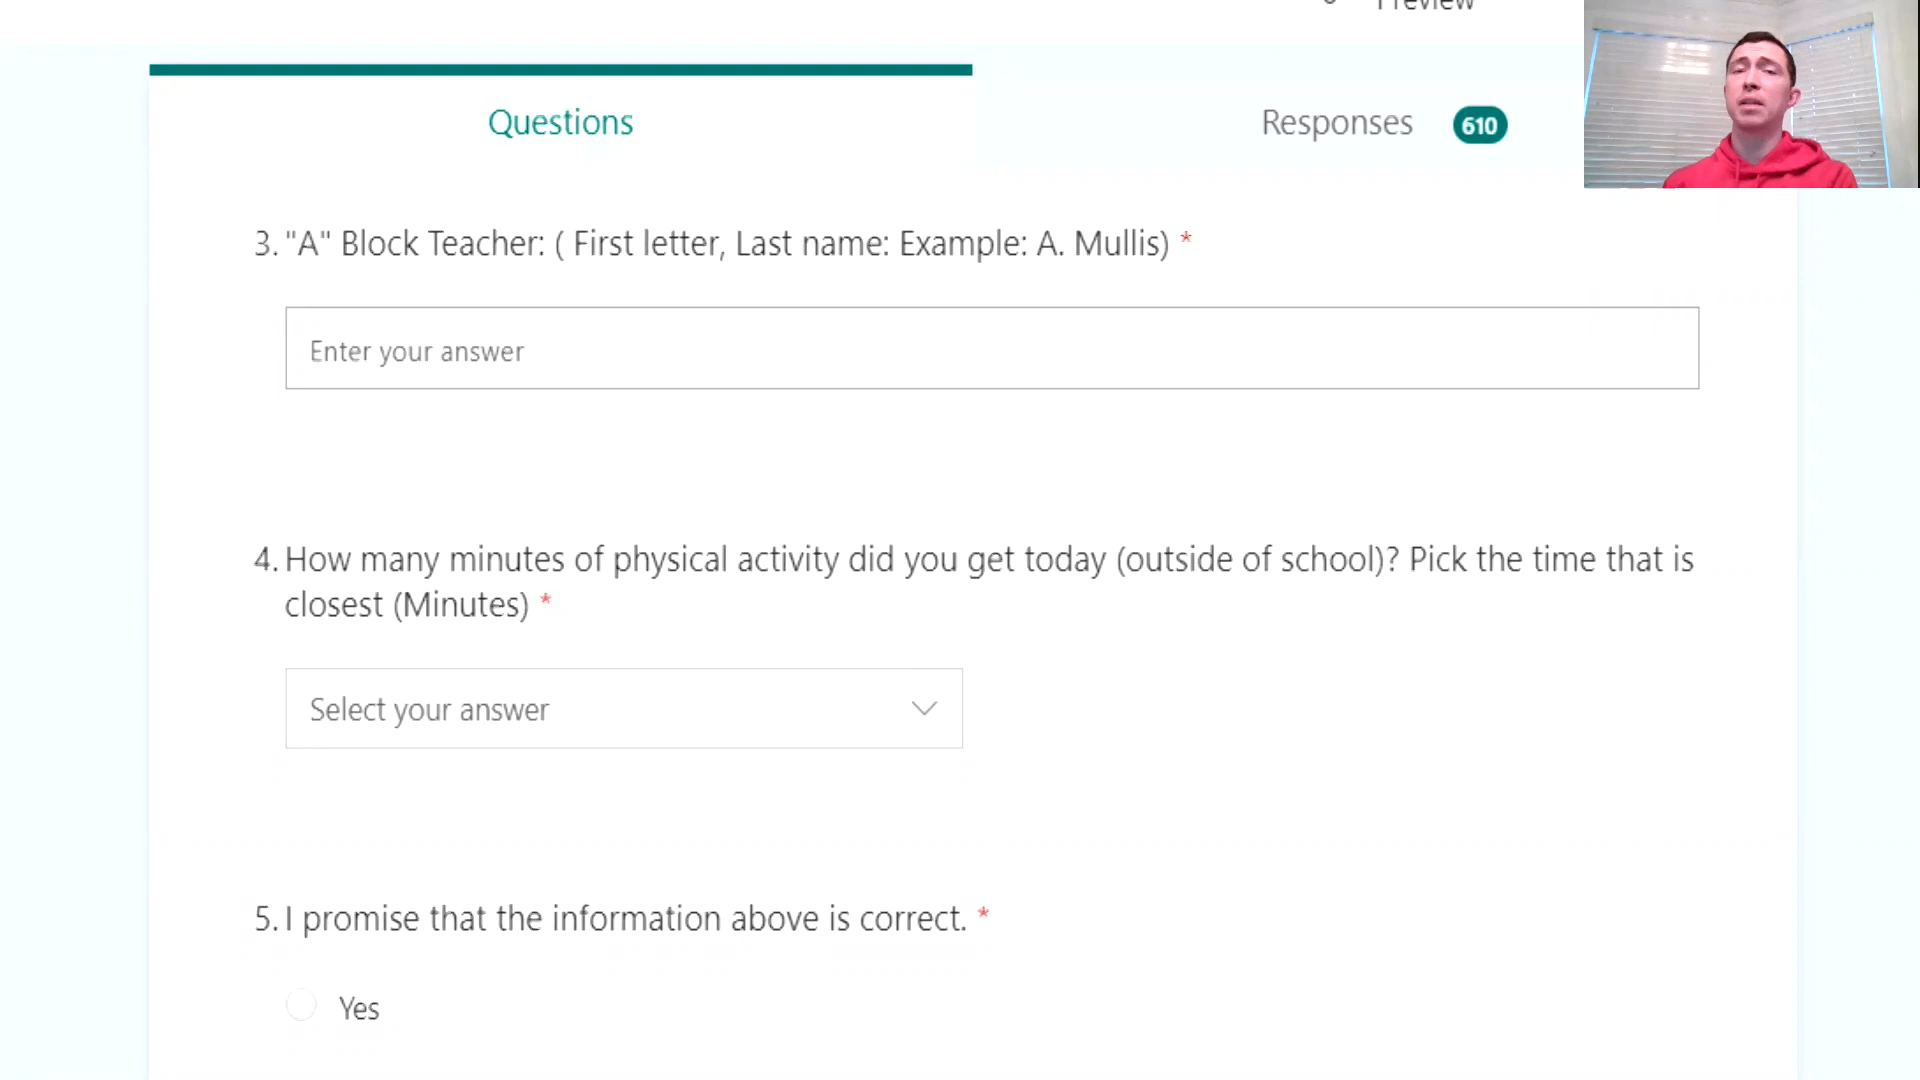 Preview
Questions
Responses 610
3. "A" Block Teacher: ( First letter, Last name: Example: A. Mullis) *
Enter your answer
4. How many minutes of physical activity did you get today (outside of school)? Pick the time that is
closest (Minutes) *
Select your answer
5. I promise that the information above is correct. *
Yes